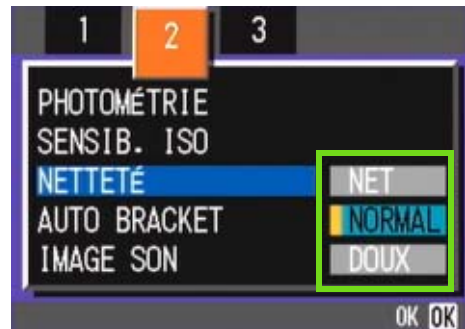 1 2 3
PHOTOMÉTRIE
SENSIB. ISO
NETTETÉ NET
AUTO BRACKET NORMAL
IMAGE SON DOUX
OK OK